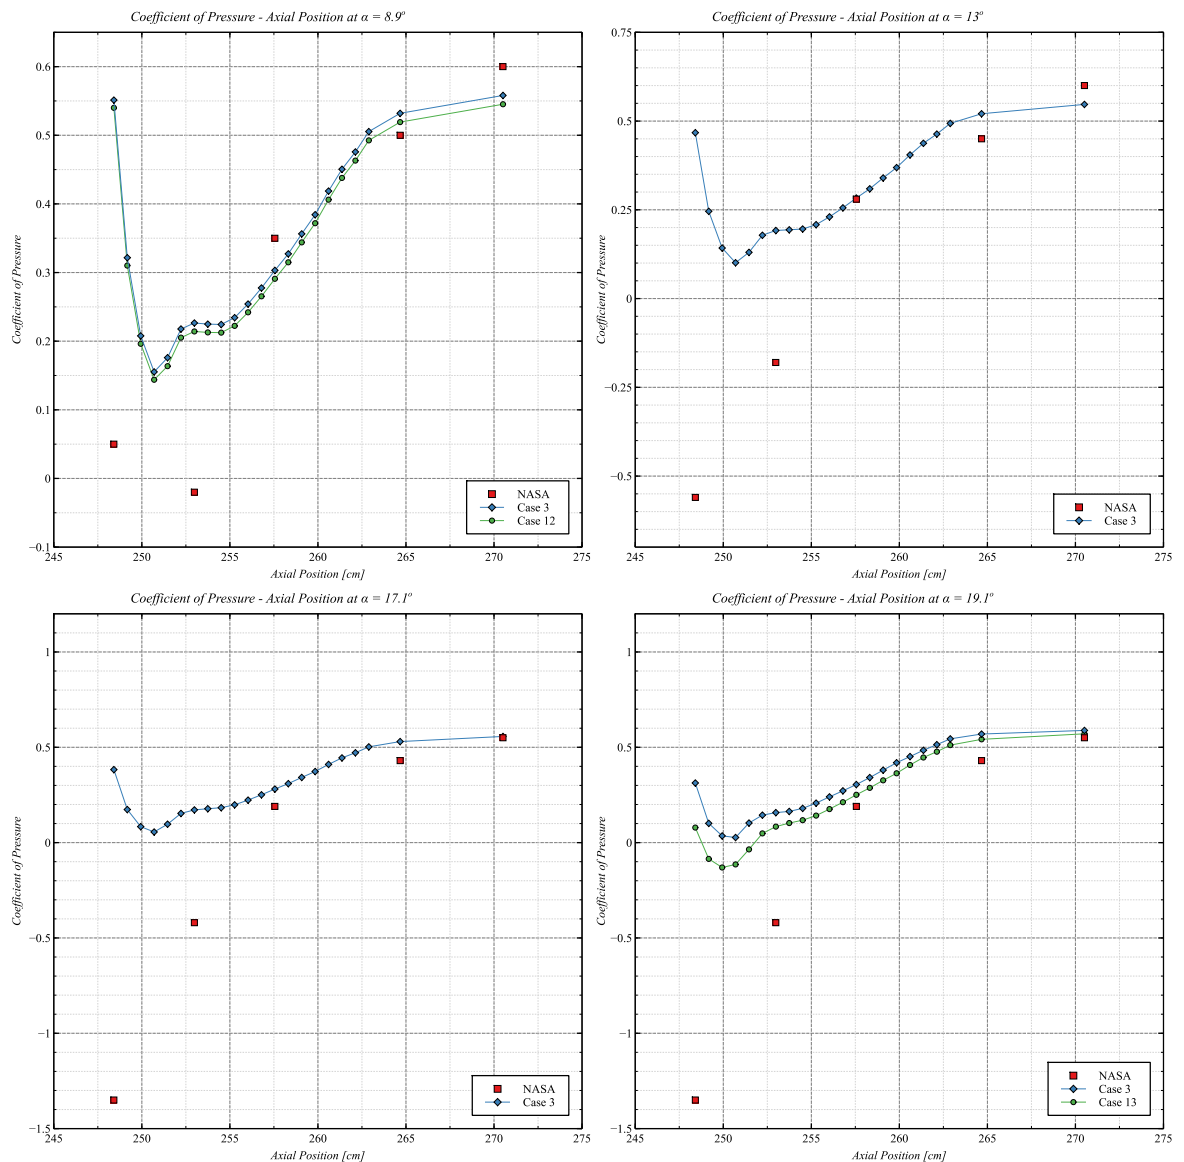 Coefficient of Pressure - Axial Position at α = 8.9º
0.6
0.5
0.4
0.3
0.2
0.1
0
−0.1
245
250
255
260
265
270
275
Coefficient of Pressure
Axial Position [cm]
NASA
Case 3
Case 12
Coefficient of Pressure - Axial Position at α = 13º
0.75
0.5
0.25
0
−0.25
−0.5
245
250
255
260
265
270
275
Coefficient of Pressure
Axial Position [cm]
NASA
Case 3
Coefficient of Pressure - Axial Position at α = 17.1º
1
0.5
0
−0.5
−1
−1.5
245
250
255
260
265
270
275
Coefficient of Pressure
Axial Position [cm]
NASA
Case 3
Coefficient of Pressure - Axial Position at α = 19.1º
1
0.5
0
−0.5
−1
−1.5
245
250
255
260
265
270
275
Coefficient of Pressure
Axial Position [cm]
NASA
Case 3
Case 13